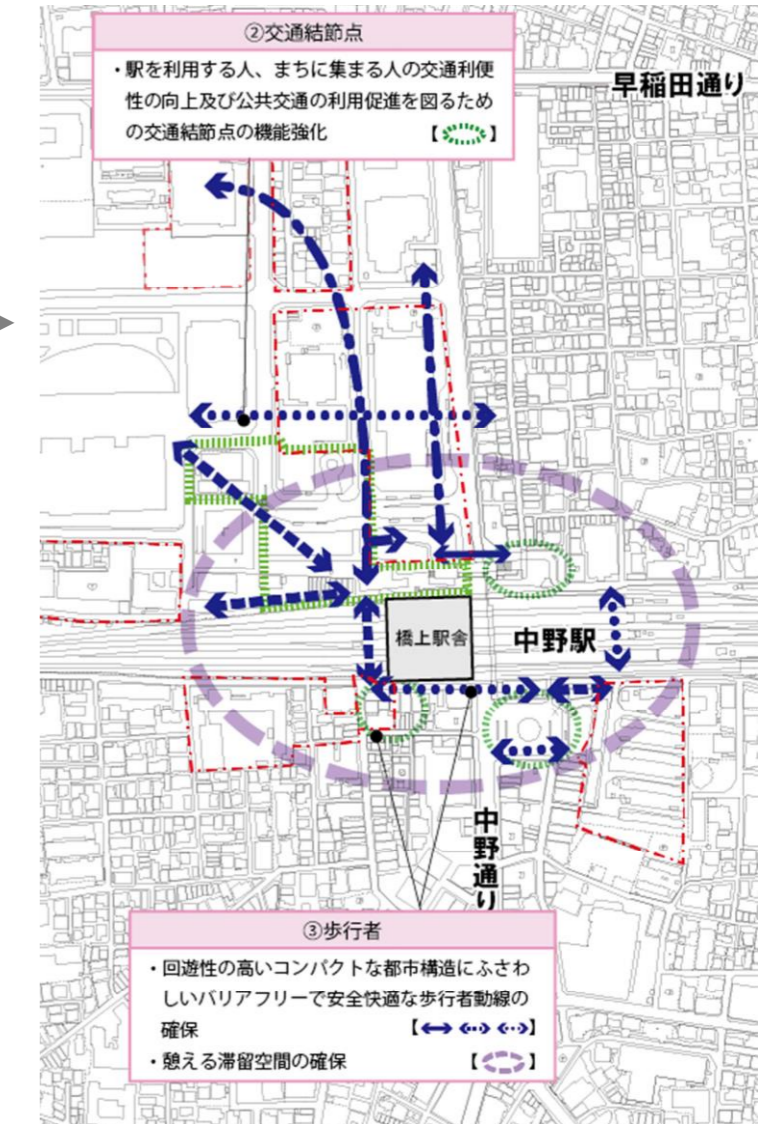 ②交通結節点
・駅を利用する人、まちに集まる人の交通利便
性の向上及び公共交通の利用促進を図るため
の交通結節点の機能強化 【 】
早稲田通り
橋上駅舎
中野駅
中野通り
③歩行者
・回遊性の高いコンパクトな都市構造にふさわ
しいバリアフリーで安全快適な歩行者動線の
確保 【 】
・憩える滞留空間の確保 【 】